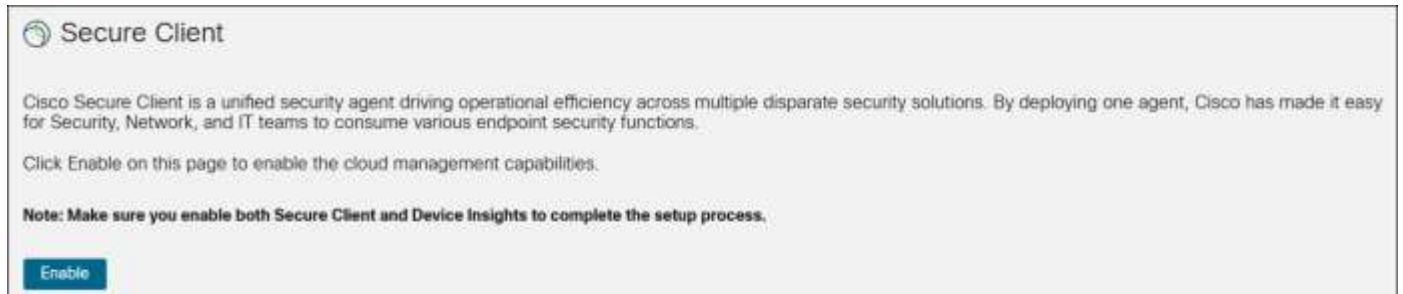 Secure Client
Cisco Secure Client is a unified security agent driving operational efficiency across multiple disparate security solutions. By deploying one agent, Cisco has made it easy
for Security, Network, and IT teams to consume various endpoint security functions.
Click Enable on this page to enable the cloud management capabilities.
Note: Make sure you enable both Secure Client and Device Insights to complete the setup process.
Enable